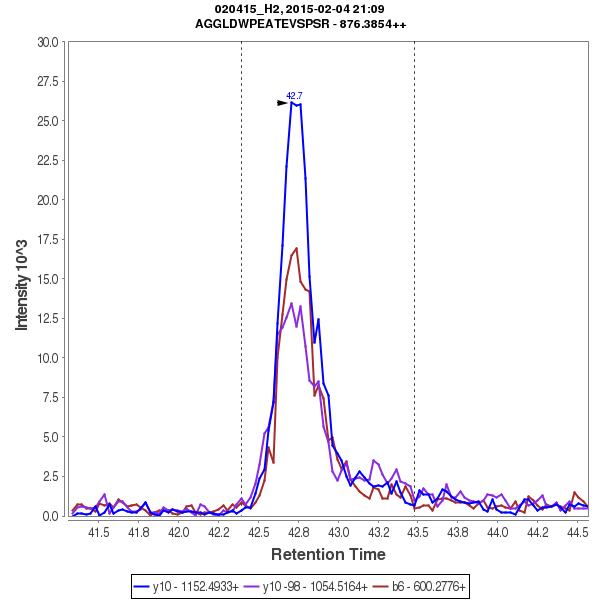 020415_H2, 2015-02-04 21:09
AGGLDWPEATEVSPSR - 876.3854++
30.0
27.5
25.0
22.5
20.0
17.5
15.0
12.5
10.0
7.5
5.0
2.5
0.0
Intensity 10^3
42.7
41.5 41.8 42.0 42.2 42.5 42.8 43.0 43.2 43.5 43.8 44.0 44.2 44.5
Retention Time
y10 - 1152.4933+ y10 -98 - 1054.5164+ b6 - 600.2776+